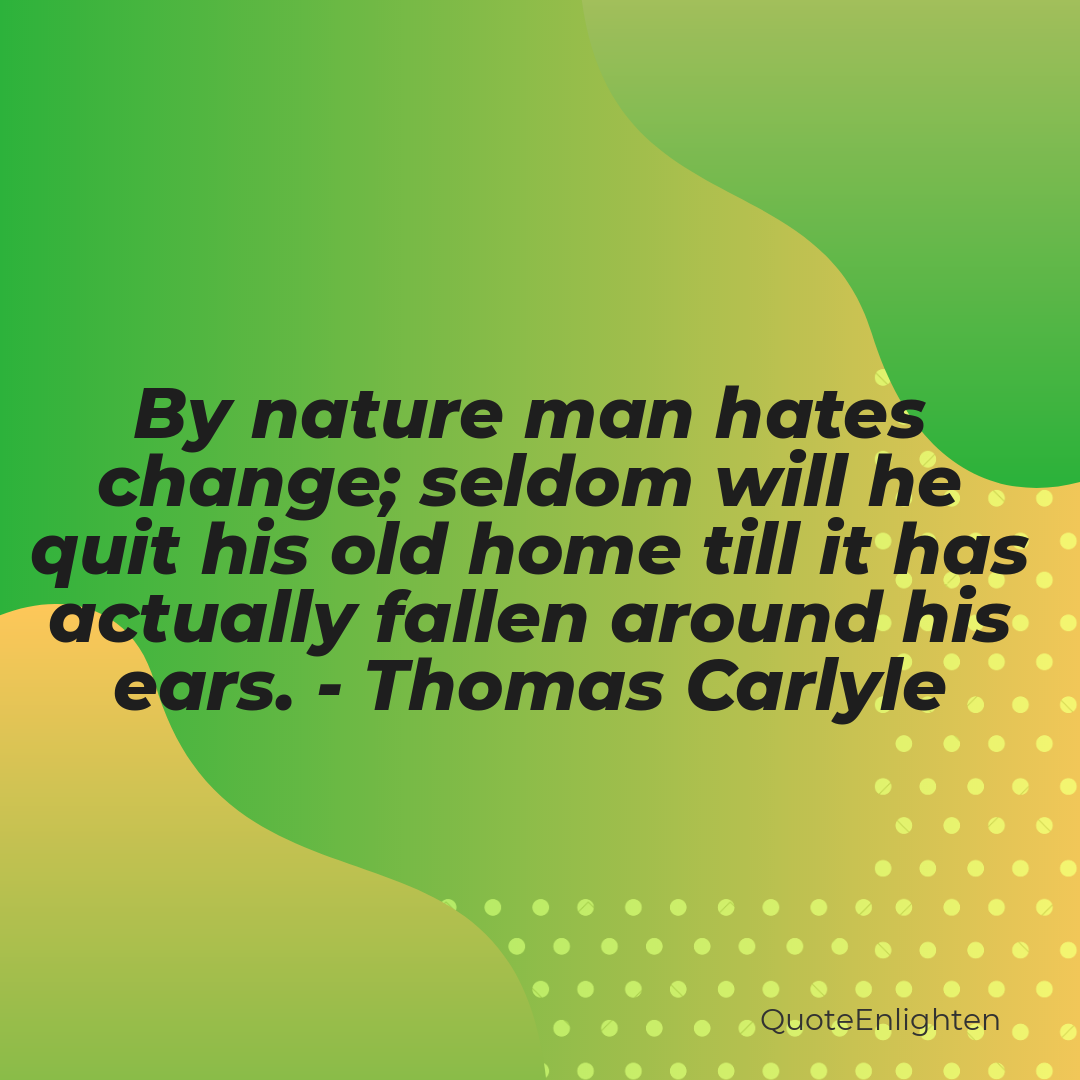 By nature man hates
change; seldom will he
quit his old home till it has
actually fallen around his
ears. - Thomas Carlyle
QuoteEnlighten